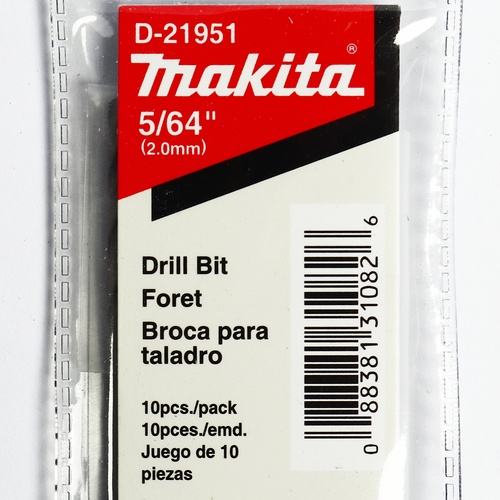 D-21951
makita®
5/64"
(2.0mm)
Drill Bit
Foret
Broca para
taladro
10pcs./pack
10pces./emd.
Juego de 10
piezas
0 88381 31082 6